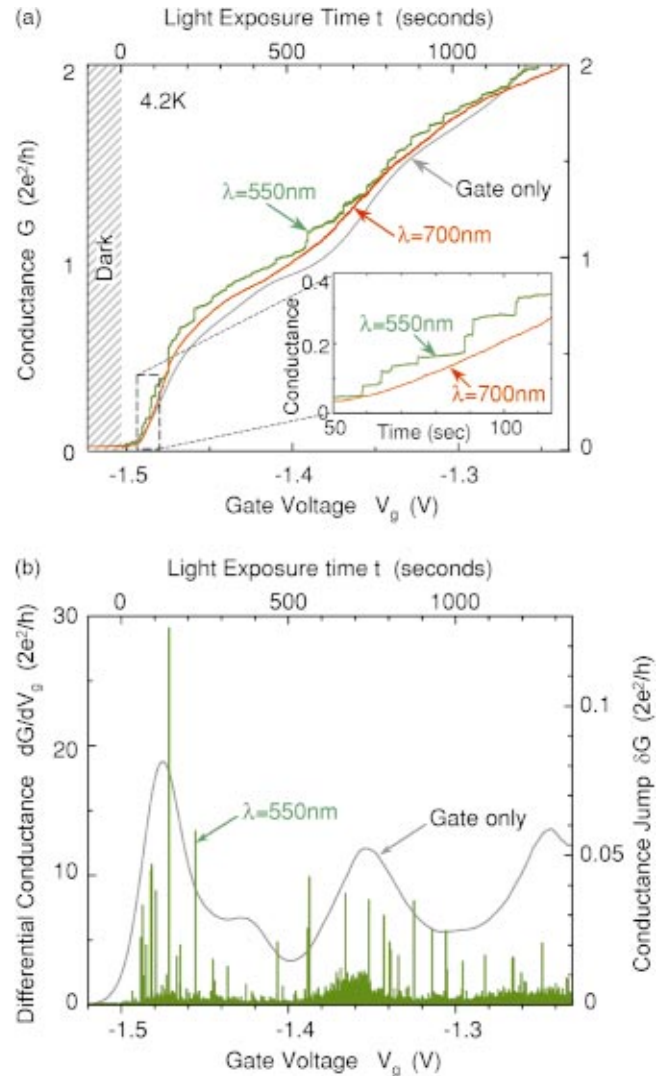 (a)
Light Exposure Time t (seconds)
0 500 1000
2 2
4.2K
Conductance G (2e²/h)
Dark
λ=550nm
Gate only
λ=700nm
1 1
0.4
Conductance
0.2
λ=550nm
λ=700nm
0
50 Time (sec) 100
0 0
-1.5 -1.4 -1.3
Gate Voltage V_g (V)
(b)
Light Exposure time t (seconds)
0 500 1000
30
Differential Conductance dG/dV_g (2e²/h)
Conductance Jump δG (2e²/h)
0.1
20
λ=550nm
Gate only
10 0.05
0 0
-1.5 -1.4 -1.3
Gate Voltage V_g (V)